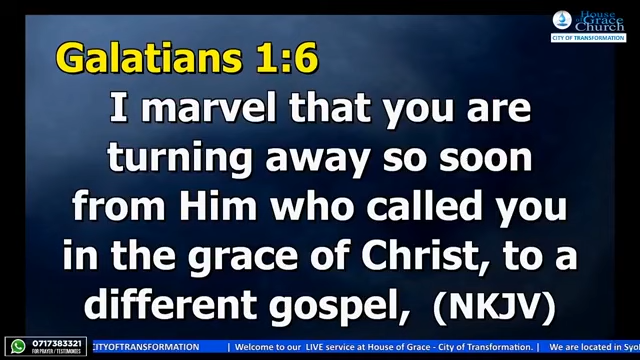 House
of Grace
Church
CITY OF TRANSFORMATION
Galatians 1:6
I marvel that you are
turning away so soon
from Him who called you
in the grace of Christ, to a
different gospel, (NKJV)
0717383321
FOR PRAYER / TESTIMONIES
CITYOFTRANSFORMATION | Welcome to our LIVE service at House of Grace - City of Transformation. | We are located in Syo